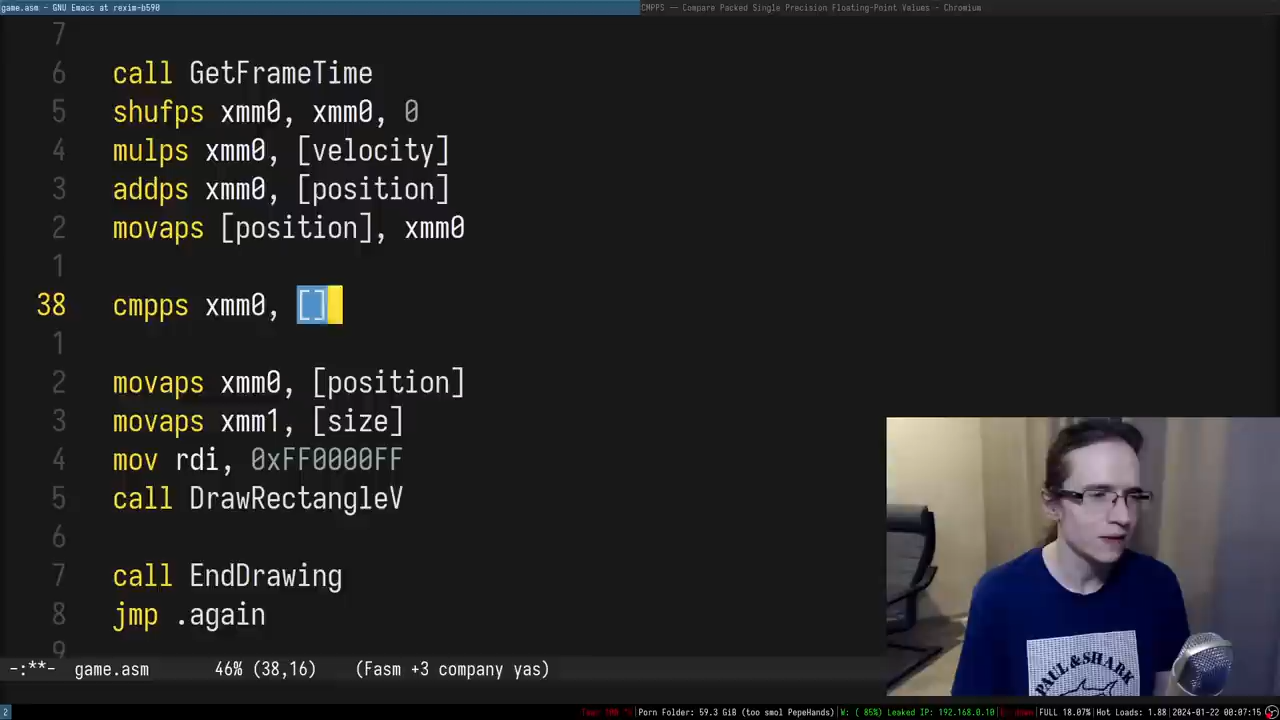 game.asm - GNU Emacs at rexim-b590
CMPPS — Compare Packed Single Precision Floating-Point Values - Chromium
7
6 call GetFrameTime
5 shufps xmm0, xmm0, 0
4 mulps xmm0, [velocity]
3 addps xmm0, [position]
2 movaps [position], xmm0
1
38 cmpps xmm0, []
1
2 movaps xmm0, [position]
3 movaps xmm1, [size]
4 mov rdi, 0xFF0000FF
5 call DrawRectangleV
6
7 call EndDrawing
8 jmp .again
9
-:**- game.asm 46% (38,16) (Fasm +3 company yas)
PAUL & SHARK
2
Porn Folder: 59.3 GiB (too smol PepeHands)
W: ( 85%) Leaked IP: 192.168.0.10
E: down
FULL 18.07%
Hot Loads: 1.88
2024-01-22 00:07:15